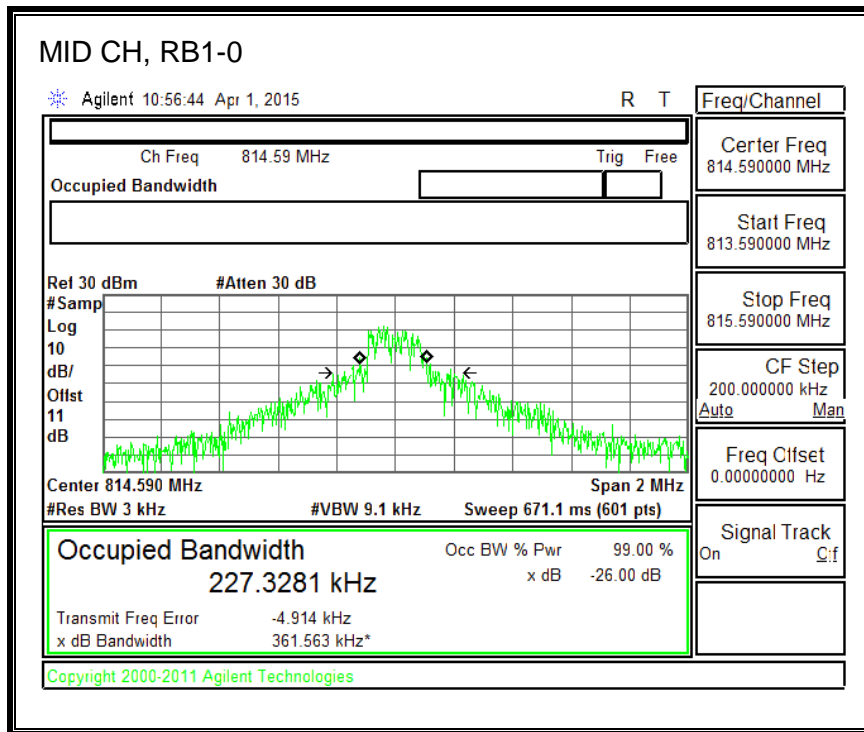 MID CH, RB1-0
Agilent 10:56:44 Apr 1, 2015 R T
Freq/Channel
Ch Freq 814.59 MHz Trig Free
Occupied Bandwidth
Center Freq
814.590000 MHz
Start Freq
813.590000 MHz
Stop Freq
815.590000 MHz
CF Step
200.000000 kHz
Auto Man
Freq Offset
0.00000000 Hz
Signal Track
On Off
Ref 30 dBm #Atten 30 dB
#Samp
Log
10
dB/
Offst
11
dB
Center 814.590 MHz Span 2 MHz
#Res BW 3 kHz #VBW 9.1 kHz Sweep 671.1 ms (601 pts)
Occupied Bandwidth
227.3281 kHz
Occ BW % Pwr 99.00 %
x dB -26.00 dB
Transmit Freq Error -4.914 kHz
x dB Bandwidth 361.563 kHz*
Copyright 2000-2011 Agilent Technologies